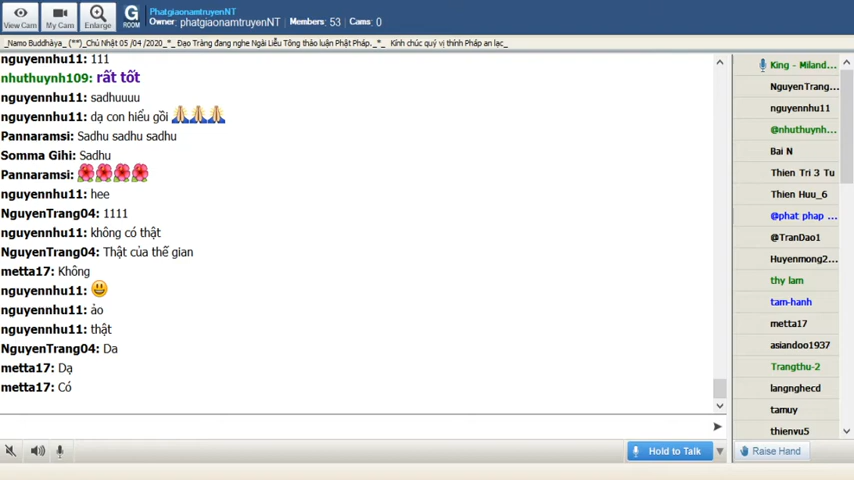 View Cam
My Cam
Enlarge
G
ROOM
PhatgiaonamtruyenNT
Owner: phatgiaonamtruyenNT | Members: 53 | Cams: 0
_Namo Buddhàya_ (**)_Chủ Nhật 05 /04 /2020_*_ Đạo Tràng đang nghe Ngài Liễu Tông thảo luận Phật Pháp._*_ Kính chúc quý vị thính Pháp an lạc_
nguyennhu11: 111
nhuthuynh109: rất tốt
nguyennhu11: sadhuuuu
nguyennhu11: dạ con hiểu gồi
Pannaramsi: Sadhu sadhu sadhu
Somma Gihi: Sadhu
Pannaramsi:
nguyennhu11: hee
NguyenTrang04: 1111
nguyennhu11: không có thật
NguyenTrang04: Thật của thế gian
metta17: Không
nguyennhu11:
nguyennhu11: ảo
nguyennhu11: thật
NguyenTrang04: Da
metta17: Dạ
metta17: Có
King - Miland...
NguyenTrang...
nguyennhu11
@nhuthuynh...
Bai N
Thien Tri 3 Tu
Thien Huu_6
@phat phap ...
@TranDao1
Huyenmong2...
thy lam
tam-hanh
metta17
asiandoo1937
Trangthu-2
langnghecd
tamuy
thienvu5
Hold to Talk
Raise Hand